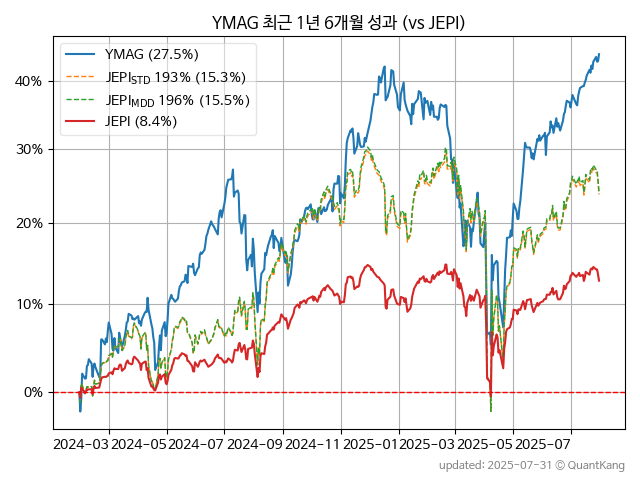 YMAG 최근 1년 6개월 성과 (vs JEPI)
YMAG (27.5%)
JEPI_STD 193% (15.3%)
JEPI_MDD 196% (15.5%)
JEPI (8.4%)
40%
30%
20%
10%
0%
2024-03 2024-05 2024-07 2024-09 2024-11 2025-01 2025-03 2025-05 2025-07
updated: 2025-07-31 © QuantKang